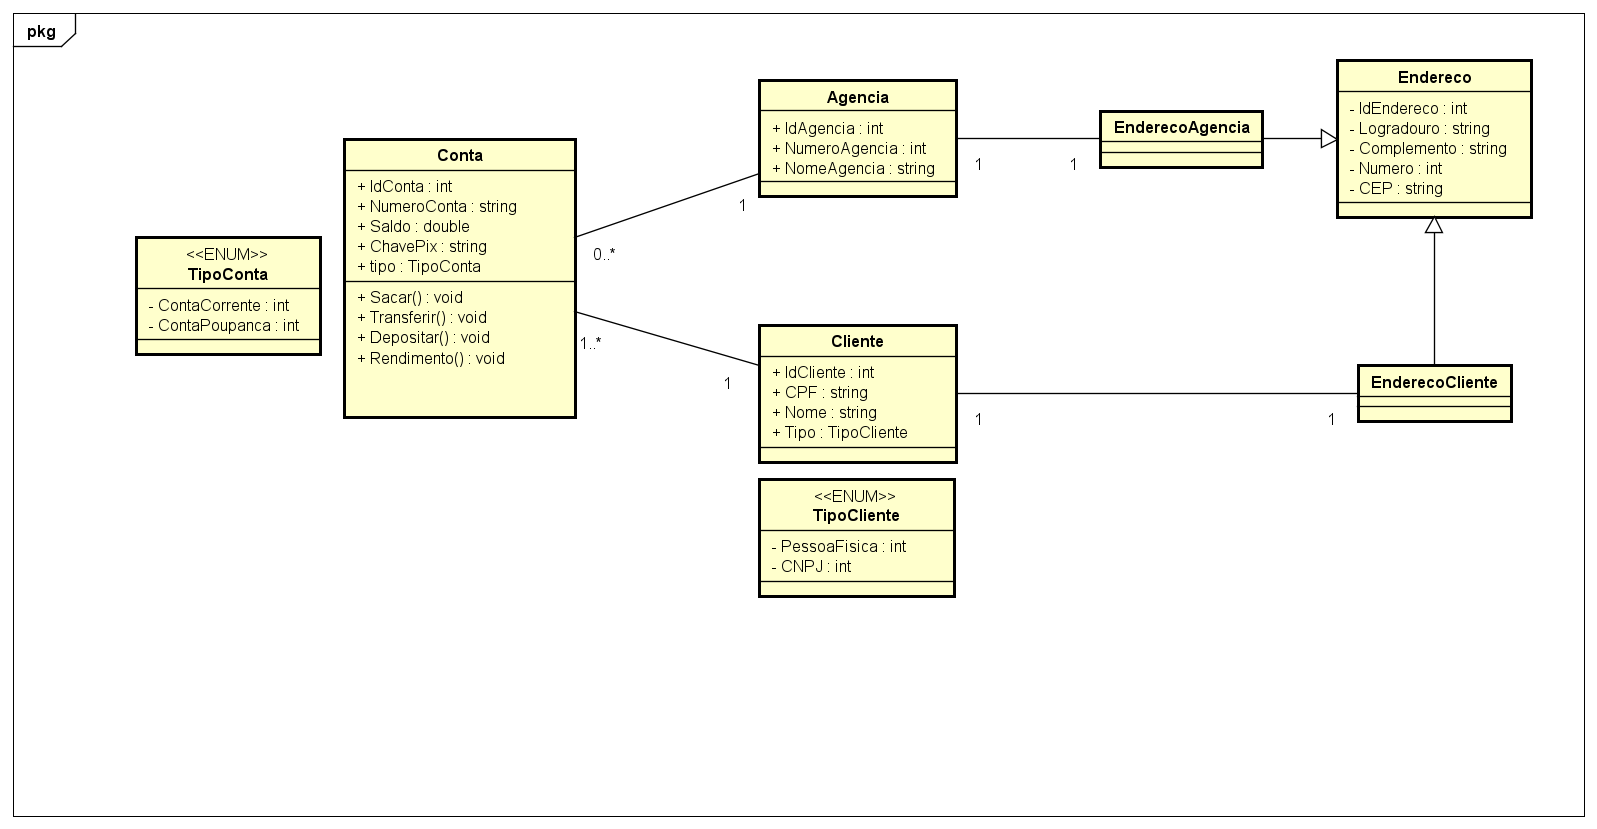 pkg
<<ENUM>>
TipoConta
- ContaCorrente : int
- ContaPoupanca : int
Conta
+ IdConta : int
+ NumeroConta : string
+ Saldo : double
+ ChavePix : string
+ tipo : TipoConta
+ Sacar() : void
+ Transferir() : void
+ Depositar() : void
+ Rendimento() : void
0..*
1
1..*
1
Agencia
+ IdAgencia : int
+ NumeroAgencia : int
+ NomeAgencia : string
1
1
EnderecoAgencia
Endereco
- IdEndereco : int
- Logradouro : string
- Complemento : string
- Numero : int
- CEP : string
Cliente
+ IdCliente : int
+ CPF : string
+ Nome : string
+ Tipo : TipoCliente
1
1
EnderecoCliente
<<ENUM>>
TipoCliente
- PessoaFisica : int
- CNPJ : int